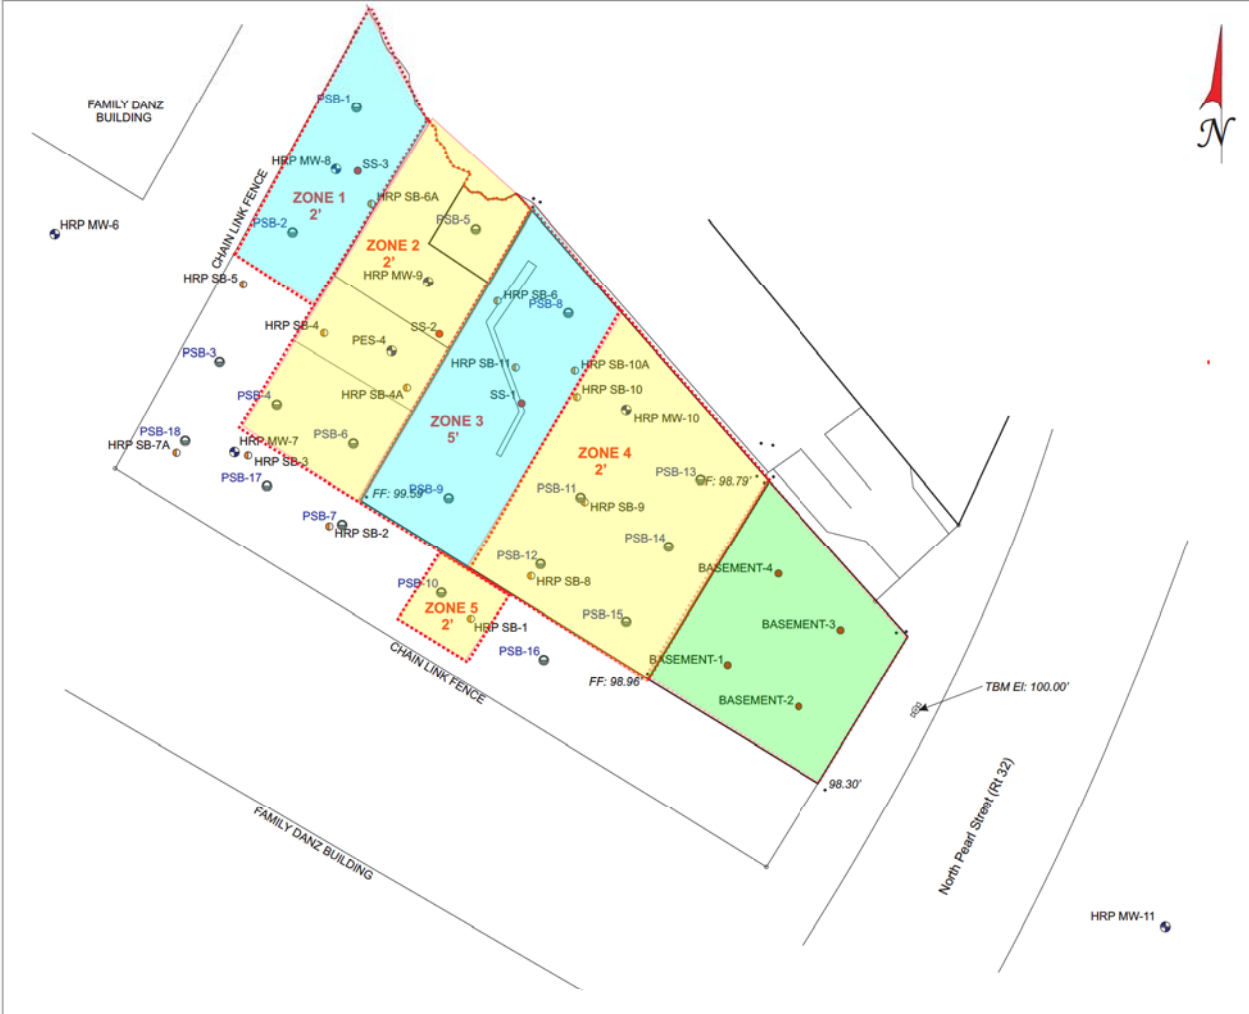 FAMILY DANZ
BUILDING
N
PSB-1
HRP MW-8
SS-3
CHAIN LINK FENCE
ZONE 1
2'
HRP SB-6A
PSB-2
HRP MW-6
PSB-5
ZONE 2
2'
HRP MW-9
HRP SB-5
HRP SB-6
PSB-8
HRP SB-4
SS-2
PES-4
PSB-3
HRP SB-11
HRP SB-10A
HRP SB-4A
HRP SB-10
SS-1
PSB-4
HRP MW-10
ZONE 3
5'
PSB-18
HRP SB-7A
HRP MW-7
HRP SB-3
PSB-6
ZONE 4
2'
PSB-17
PSB-13
F: 98.79'
FF: 99.59'
PSB-9
PSB-11
HRP SB-9
PSB-7
HRP SB-2
PSB-14
PSB-12
HRP SB-8
BASEMENT-4
PSB-10
ZONE 5
2'
HRP SB-1
PSB-15
BASEMENT-3
PSB-16
BASEMENT-1
CHAIN LINK FENCE
FF: 98.96'
TBM El: 100.00'
BASEMENT-2
98.30'
FAMILY DANZ BUILDING
North Pearl Street (Rt 32)
HRP MW-11